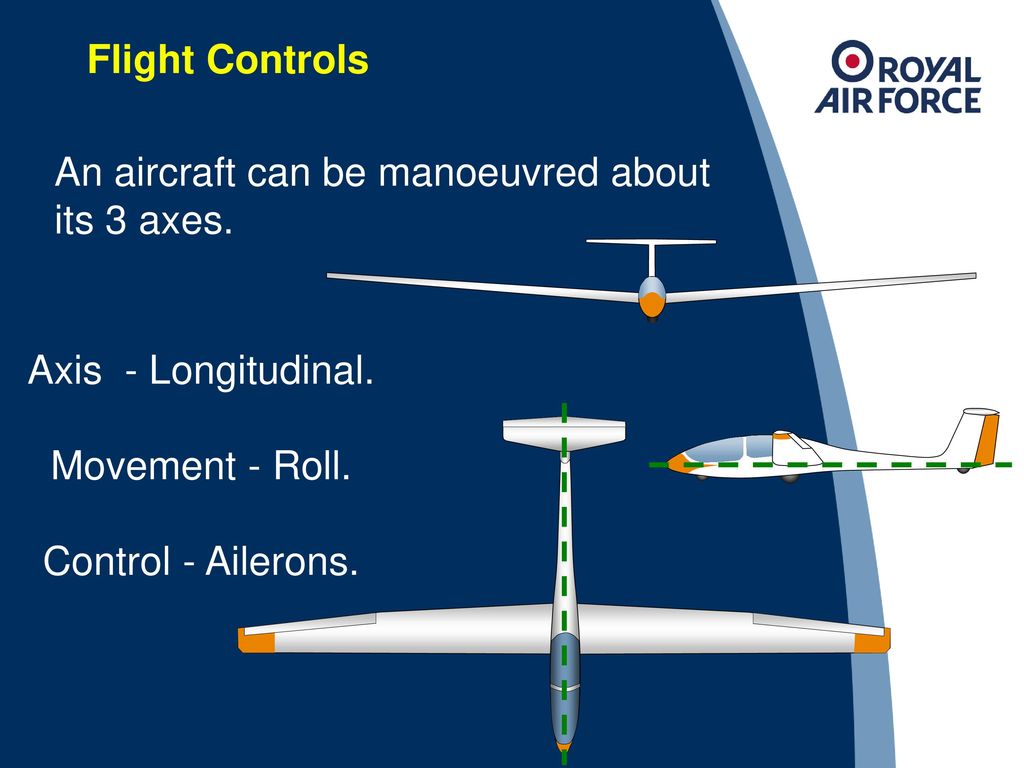 Flight Controls
ROYAL
AIR FORCE
An aircraft can be manoeuvred about
its 3 axes.
Axis  - Longitudinal.
Movement - Roll.
Control - Ailerons.